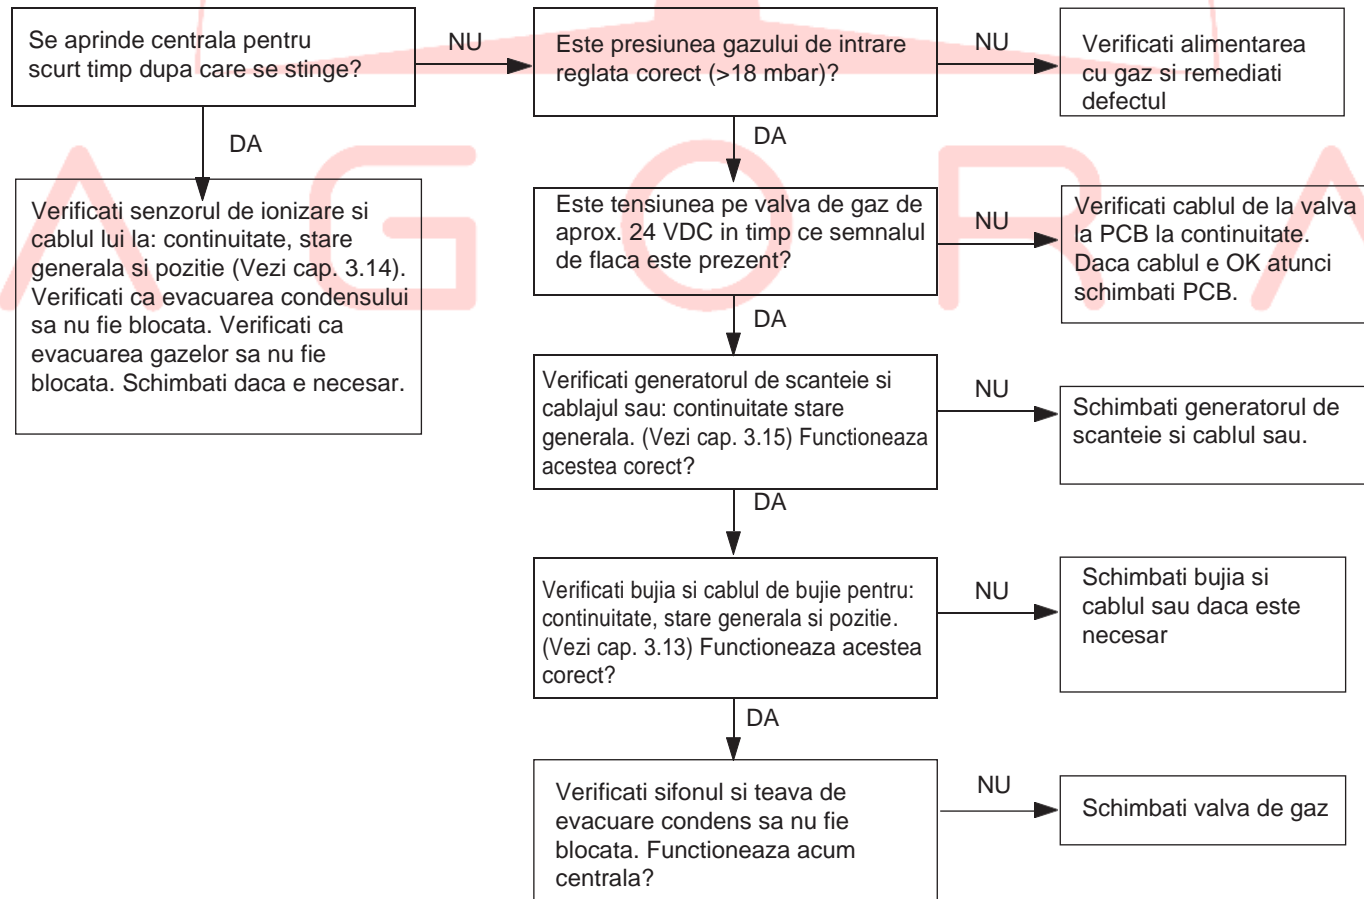 Se aprinde centrala pentru
scurt timp dupa care se stinge?
NU
Este presiunea gazului de intrare
reglata corect (>18 mbar)?
NU
Verificati alimentarea
cu gaz si remediati
defectul
DA
DA
Verificati senzorul de ionizare si
cablul lui la: continuitate, stare
generala si pozitie (Vezi cap. 3.14).
Verificati ca evacuarea condensului
sa nu fie blocata. Verificati ca
evacuarea gazelor sa nu fie
blocata. Schimbati daca e necesar.
Este tensiunea pe valva de gaz de
aprox. 24 VDC in timp ce semnalul
de flaca este prezent?
NU
Verificati cablul de la valva
la PCB la continuitate.
Daca cablul e OK atunci
schimbati PCB.
DA
Verificati generatorul de scanteie si
cablajul sau: continuitate stare
generala. (Vezi cap. 3.15) Functioneaza
acestea corect?
NU
Schimbati generatorul de
scanteie si cablul sau.
DA
Verificati bujia si cablul de bujie pentru:
continuitate, stare generala si pozitie.
(Vezi cap. 3.13) Functioneaza acestea
corect?
NU
Schimbati bujia si
cablul sau daca este
necesar
DA
Verificati sifonul si teava de
evacuare condens sa nu fie
blocata. Functioneaza acum
centrala?
NU
Schimbati valva de gaz
AGORA